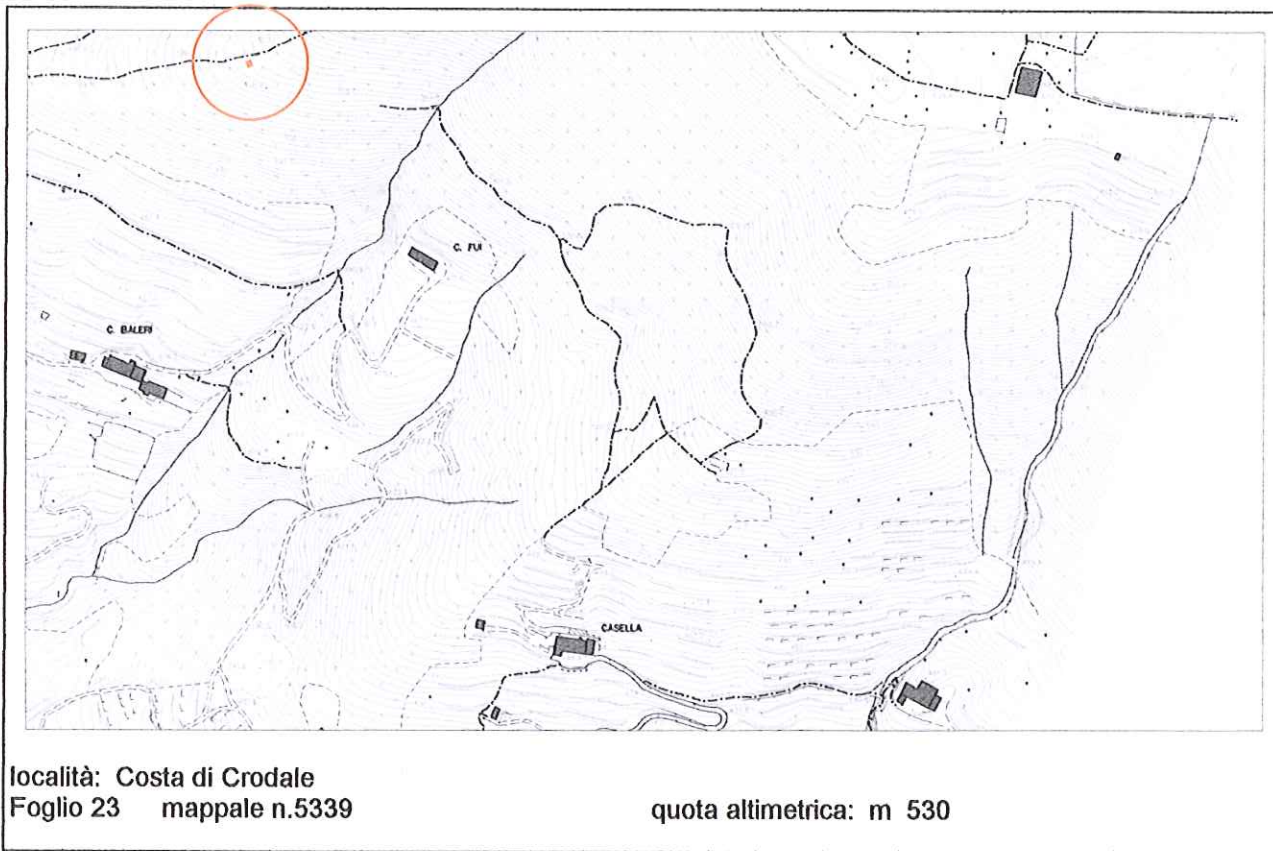 C. FUI
C. BALERI
CASELLA
località: Costa di Crodale
Foglio 23 mappale n.5339 quota altimetrica: m 530